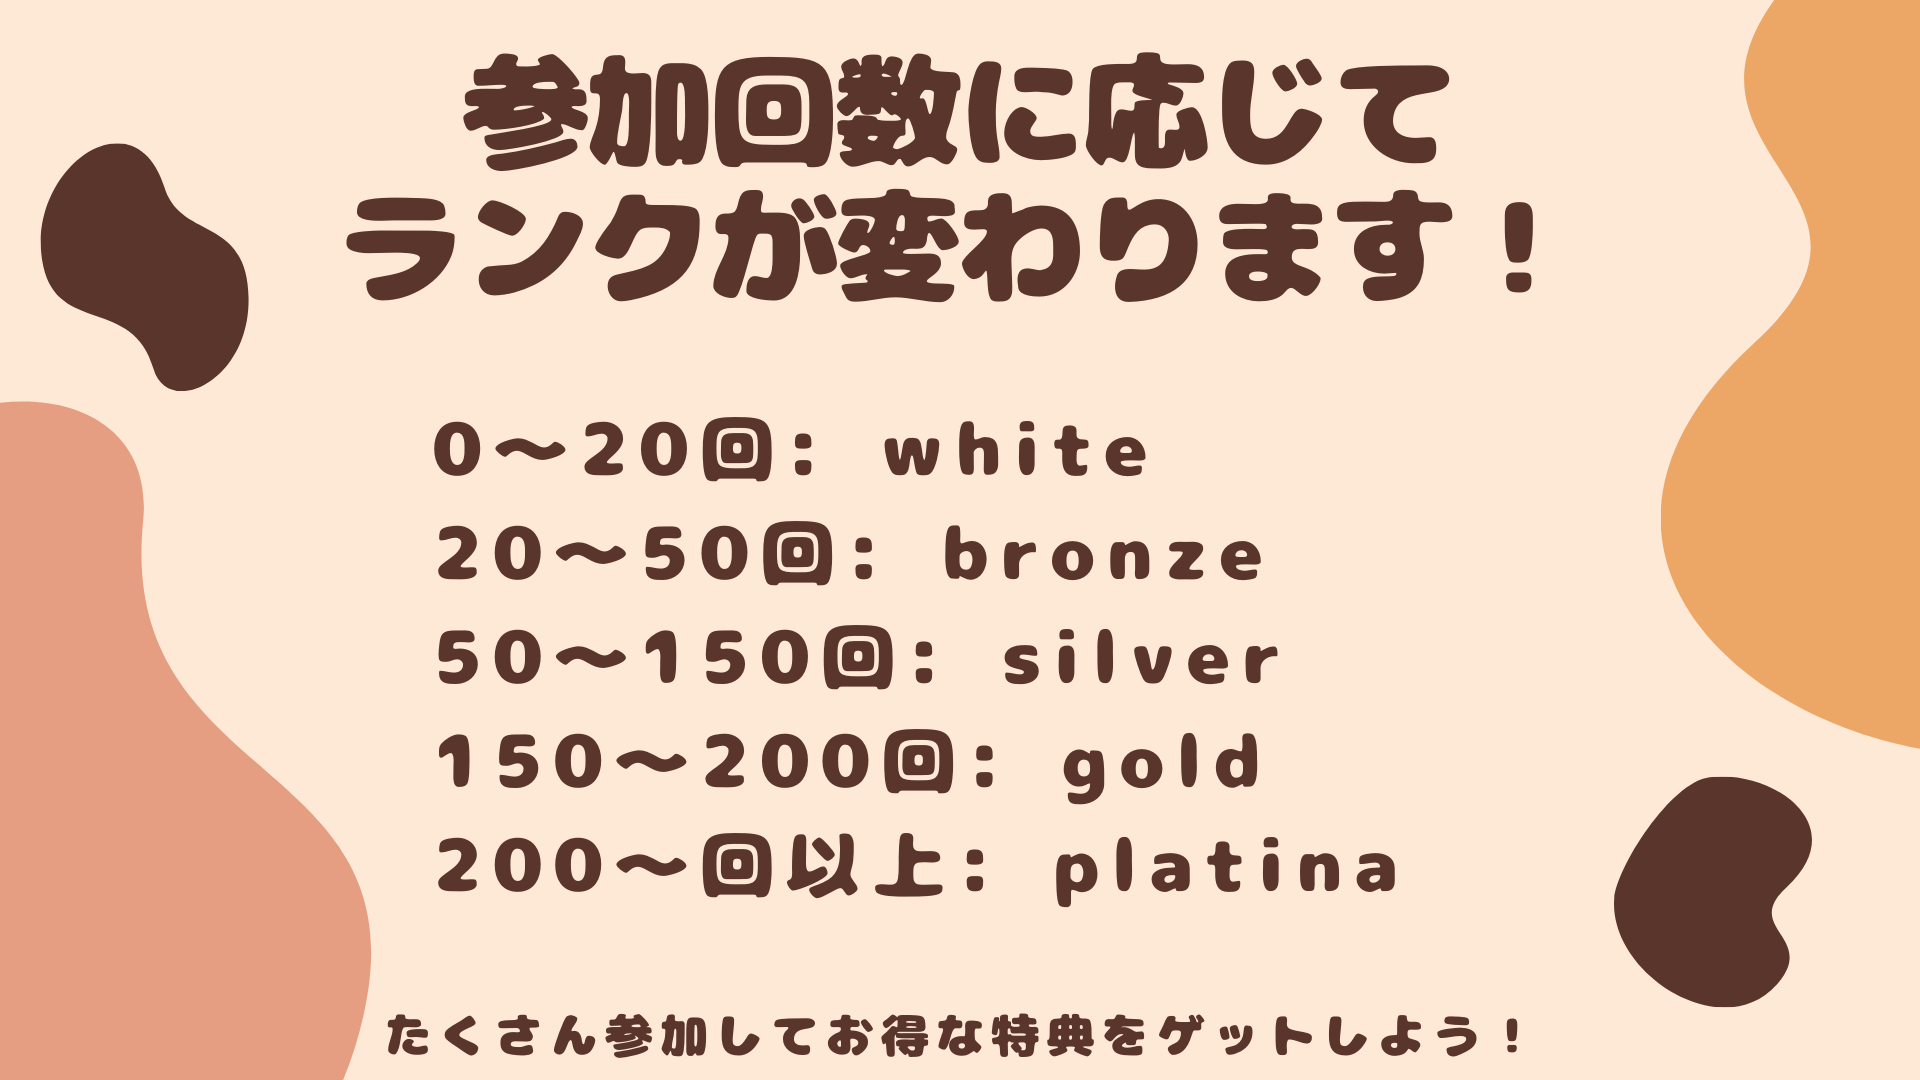 参加回数に応じて
ランクが変わります！
0〜20回: white
20〜50回: bronze
50〜150回: silver
150〜200回: gold
200〜回以上: platina
たくさん参加してお得な特典をゲットしよう！